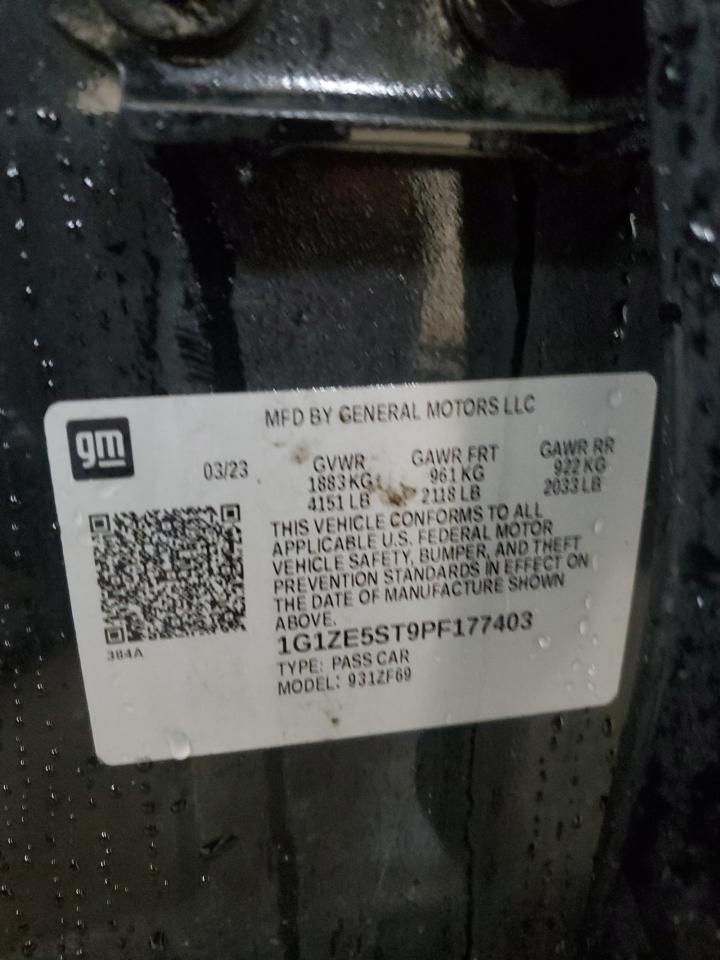 MFD BY GENERAL MOTORS LLC
gm
03/23
GVWR
1883 KG
4151 LB
GAWR FRT
961 KG
2118 LB
GAWR RR
922 KG
2033 LB
THIS VEHICLE CONFORMS TO ALL
APPLICABLE U.S. FEDERAL MOTOR
VEHICLE SAFETY, BUMPER, AND THEFT
PREVENTION STANDARDS IN EFFECT ON
THE DATE OF MANUFACTURE SHOWN
ABOVE.
1G1ZE5ST9PF177403
TYPE: PASS CAR
MODEL: 931ZF69
384A